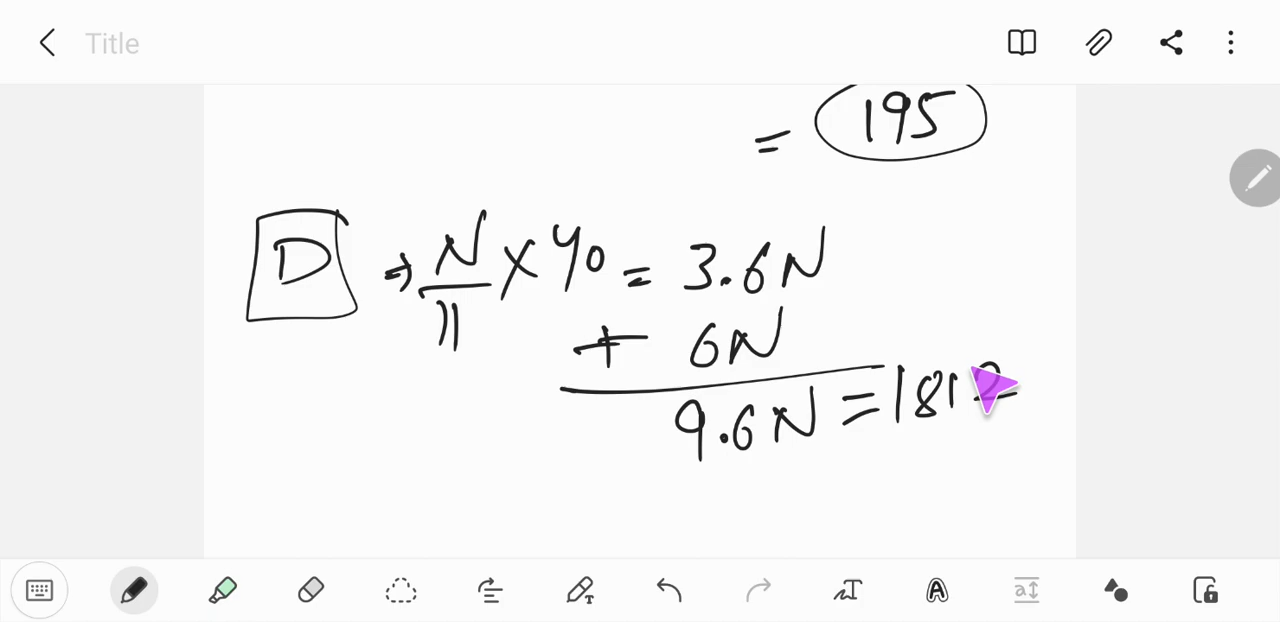 Title
= 195
D ⇒ N/11 × 40 = 3.6N
+ 6N
9.6N = 181